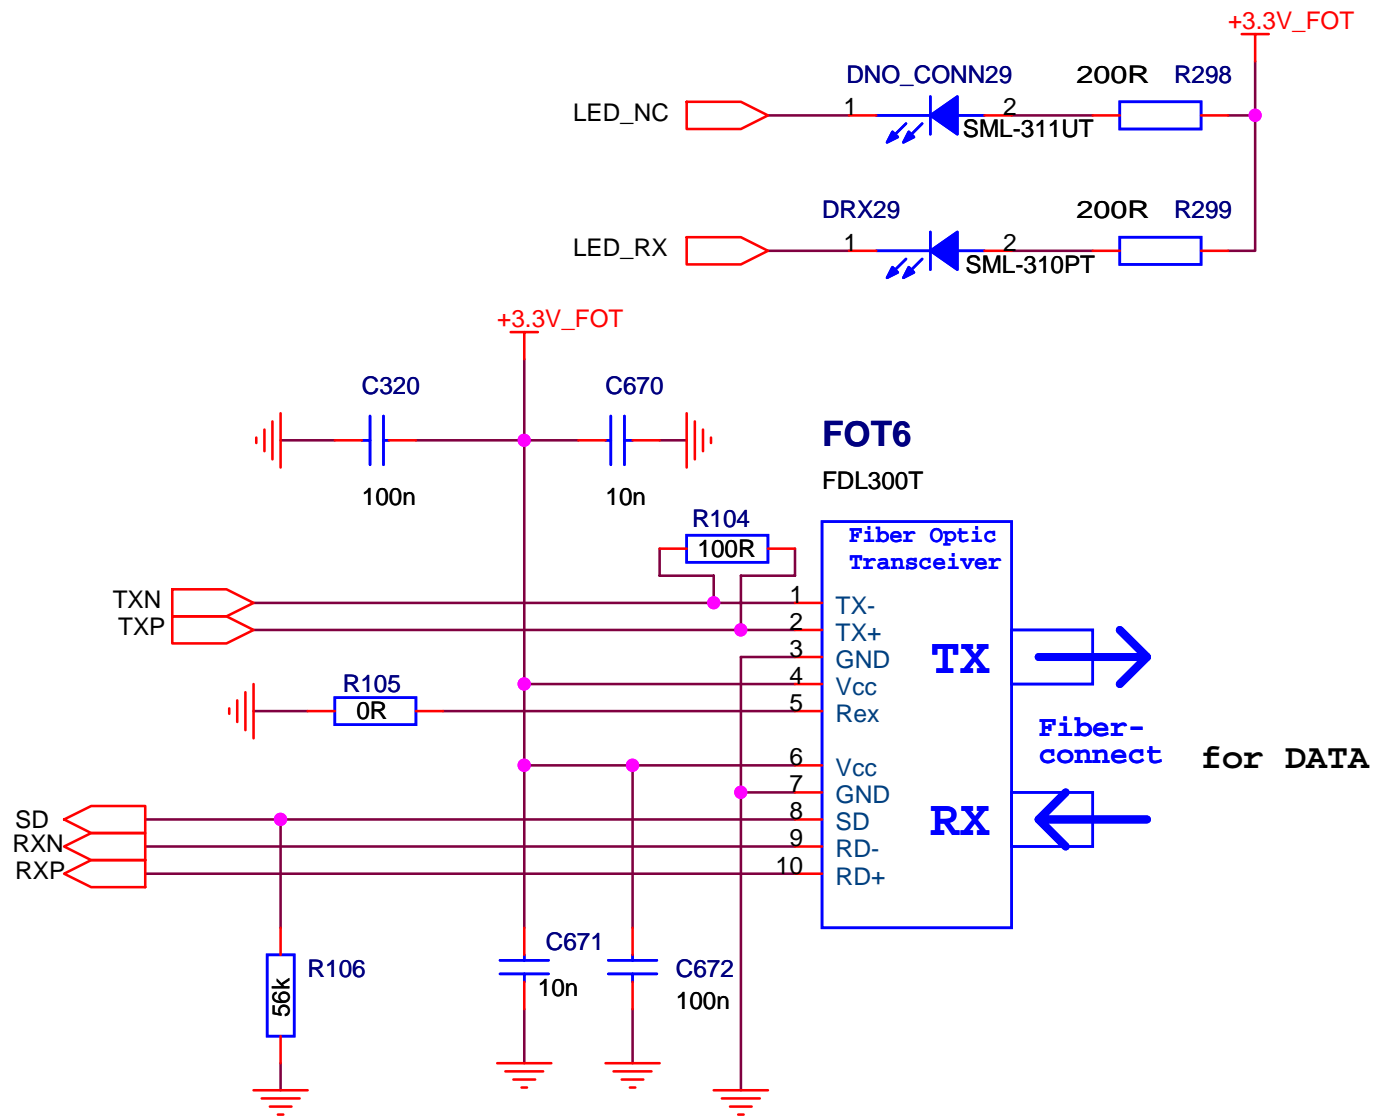 +3.3V_FOT
DNO_CONN29
200R
R298
LED_NC
1
2
SML-311UT
DRX29
200R
R299
LED_RX
1
2
SML-310PT
+3.3V_FOT
C320
C670
100n
10n
FOT6
FDL300T
R104
100R
Fiber Optic
Transceiver
TXN
1
TX-
TXP
2
TX+
3
GND
TX
R105
4
Vcc
0R
5
Rex
Fiber-
connect
for DATA
6
Vcc
7
GND
SD
8
SD
RX
RXN
9
RD-
RXP
10
RD+
C671
R106
C672
10n
56k
100n